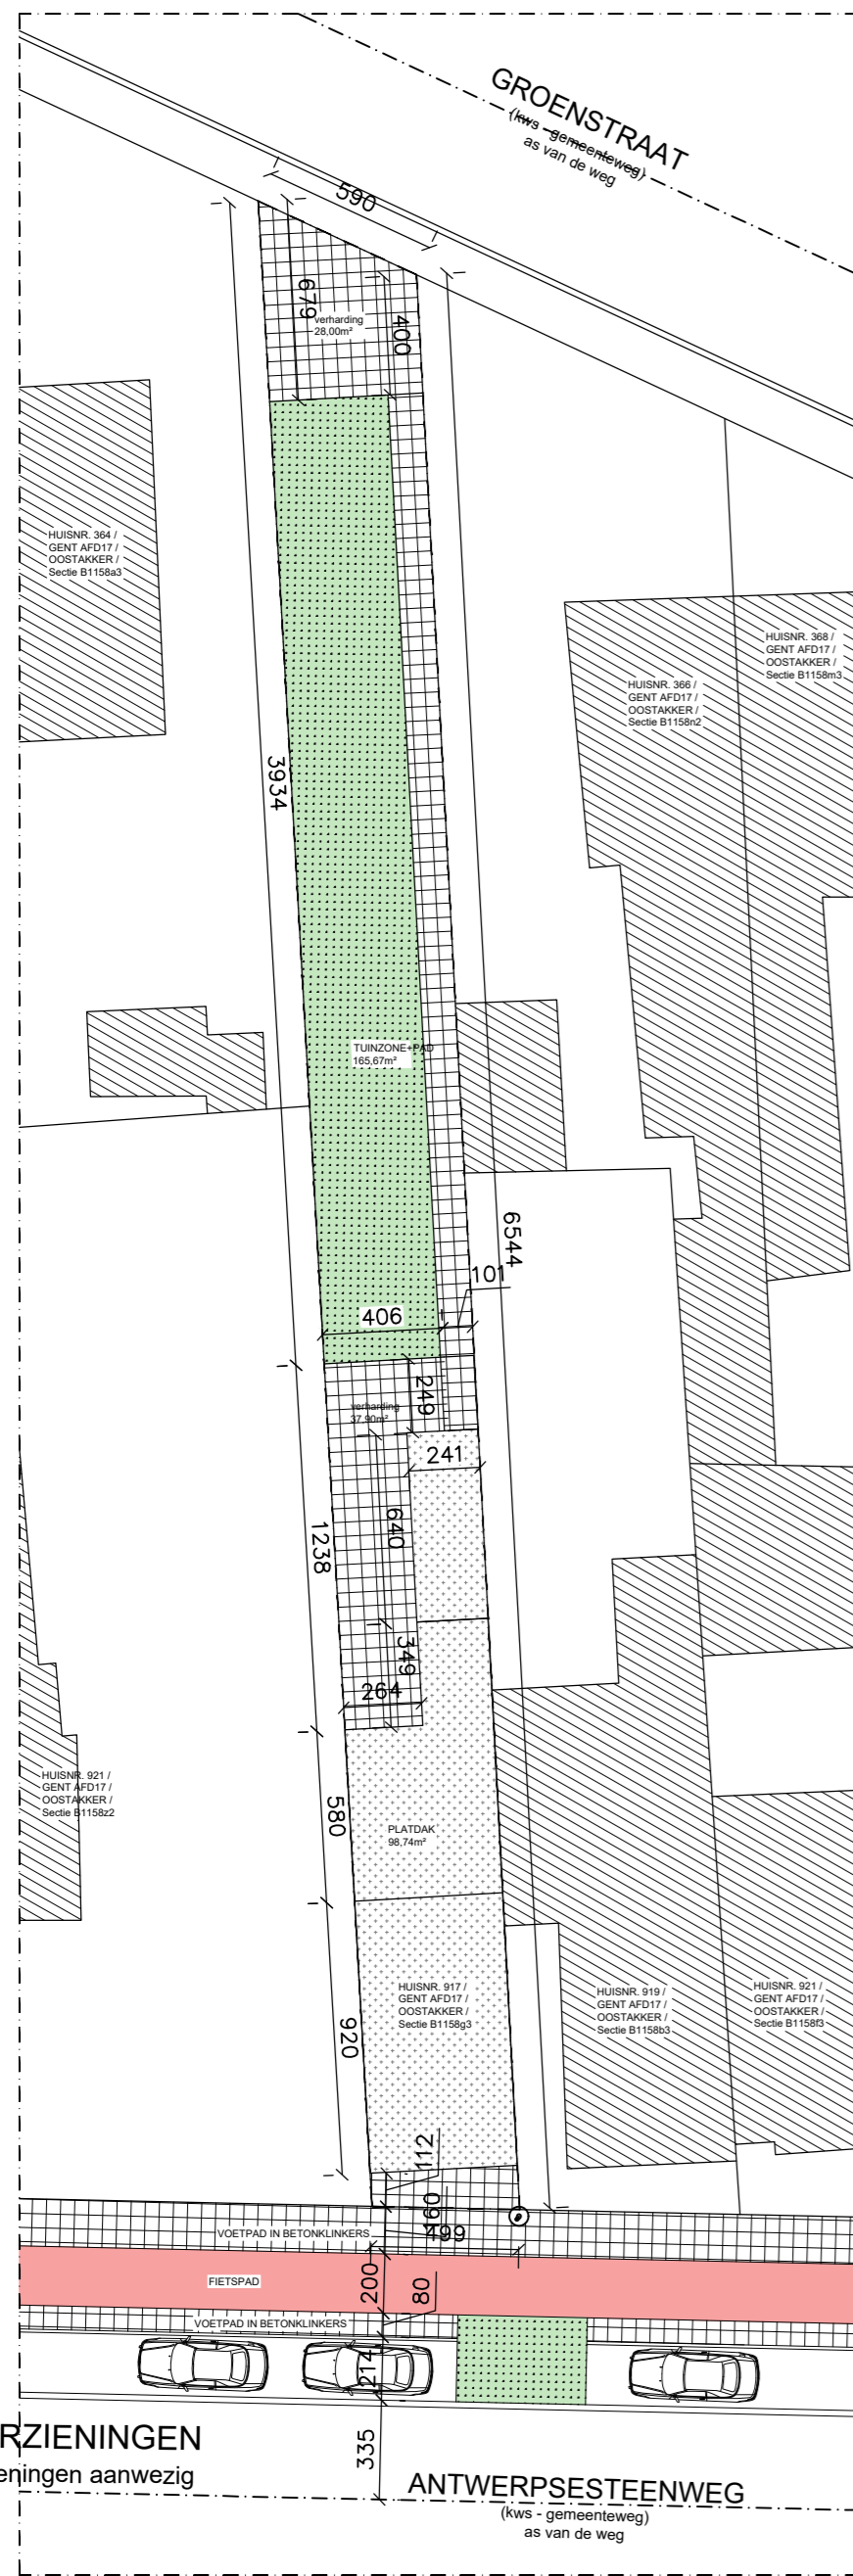 GROENSTRAAT
(kws - gemeenteweg)
as van de weg
590
679
verharding
28,00m²
400
HUISNR. 364 /
GENT AFD17 /
OOSTAKKER /
Sectie B1158a3
HUISNR. 368 /
GENT AFD17 /
OOSTAKKER /
Sectie B1158m3
HUISNR. 366 /
GENT AFD17 /
OOSTAKKER /
Sectie B1158n2
3934
TUINZONE+PAD
165,67m²
6544
101
406
249
verharding
37,90m²
241
640
1238
349
264
HUISNR. 921 /
GENT AFD17 /
OOSTAKKER /
Sectie B1158z2
580
PLATDAK
98,74m²
HUISNR. 917 /
GENT AFD17 /
OOSTAKKER /
Sectie B1158g3
HUISNR. 919 /
GENT AFD17 /
OOSTAKKER /
Sectie B1158b3
HUISNR. 921 /
GENT AFD17 /
OOSTAKKER /
Sectie B1158f3
920
112
160
VOETPAD IN BETONKLINKERS
499
FIETSPAD
200
80
VOETPAD IN BETONKLINKERS
214
335
RZIENINGEN
eningen aanwezig
ANTWERPSESTEENWEG
(kws - gemeenteweg)
as van de weg